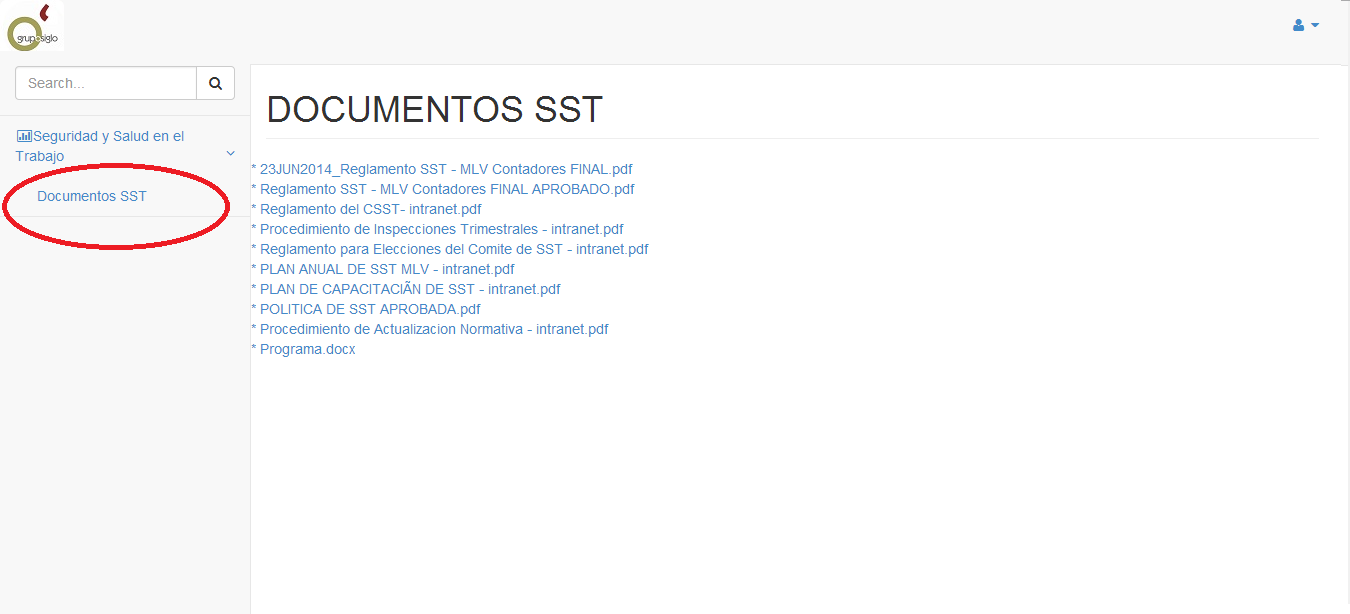 gruposiglo
Search...
Seguridad y Salud en el
Trabajo
Documentos SST
DOCUMENTOS SST
* 23JUN2014_Reglamento SST - MLV Contadores FINAL.pdf
* Reglamento SST - MLV Contadores FINAL APROBADO.pdf
* Reglamento del CSST- intranet.pdf
* Procedimiento de Inspecciones Trimestrales - intranet.pdf
* Reglamento para Elecciones del Comite de SST - intranet.pdf
* PLAN ANUAL DE SST MLV - intranet.pdf
* PLAN DE CAPACITACIÃN DE SST - intranet.pdf
* POLITICA DE SST APROBADA.pdf
* Procedimiento de Actualizacion Normativa - intranet.pdf
* Programa.docx